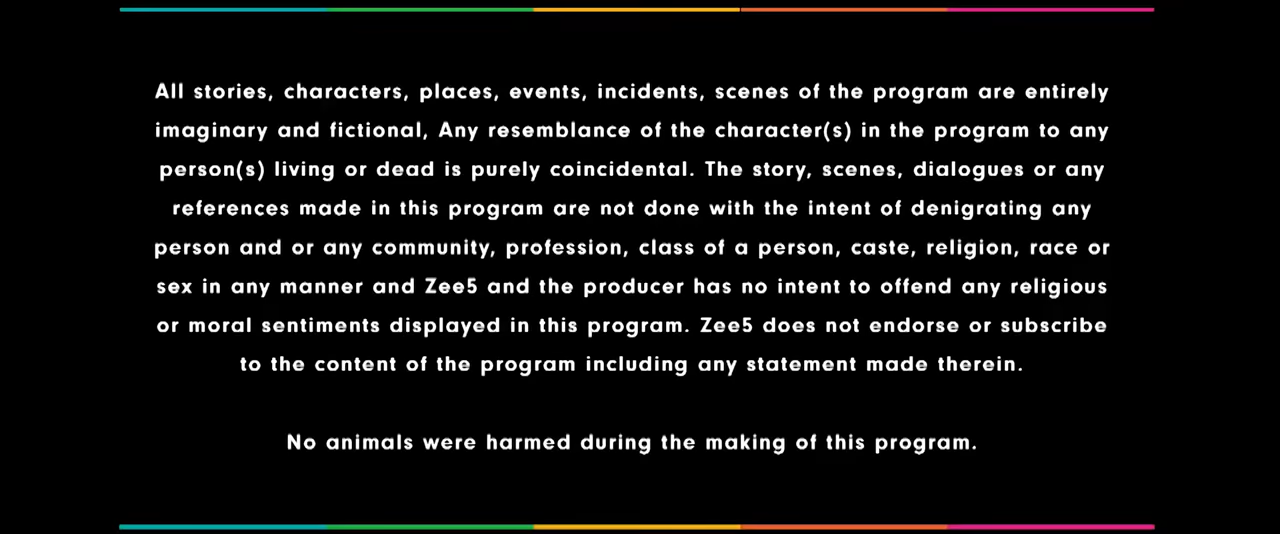 All stories, characters, places, events, incidents, scenes of the program are entirely
imaginary and fictional, Any resemblance of the character(s) in the program to any
person(s) living or dead is purely coincidental. The story, scenes, dialogues or any
references made in this program are not done with the intent of denigrating any
person and or any community, profession, class of a person, caste, religion, race or
sex in any manner and Zee5 and the producer has no intent to offend any religious
or moral sentiments displayed in this program. Zee5 does not endorse or subscribe
to the content of the program including any statement made therein.
No animals were harmed during the making of this program.